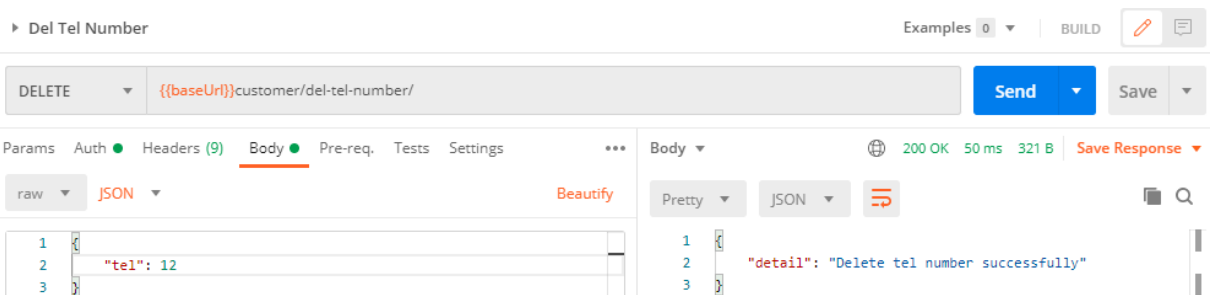 Del Tel Number
Examples 0
BUILD
DELETE
{{baseUrl}}customer/del-tel-number/
Send
Save
Params Auth Headers (9) Body Pre-req. Tests Settings
raw JSON
Beautify
1 {
2 "tel": 12
3 }
Body
200 OK 50 ms 321 B Save Response
Pretty JSON
1 {
2 "detail": "Delete tel number successfully"
3 }